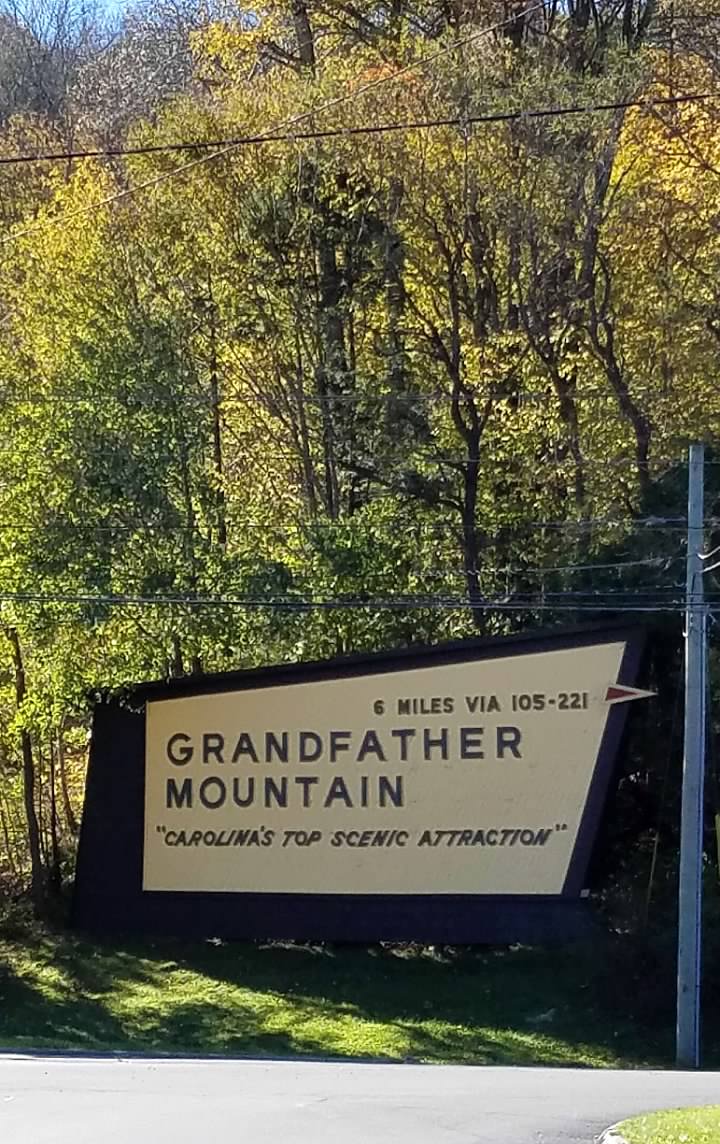 6 MILES VIA 105-221
GRANDFATHER
MOUNTAIN
"CAROLINA'S TOP SCENIC ATTRACTION"